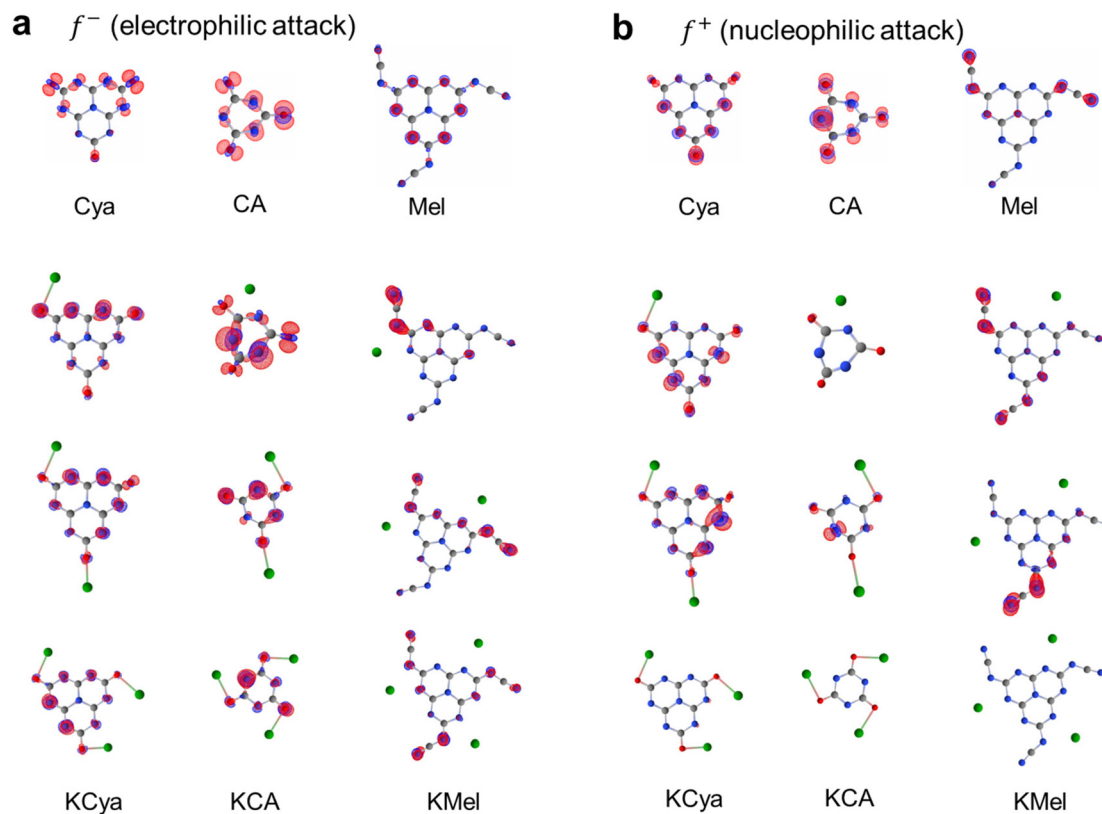 a f⁻ (electrophilic attack)
b f⁺ (nucleophilic attack)
Cya CA Mel
Cya CA Mel
KCya KCA KMel
KCya KCA KMel